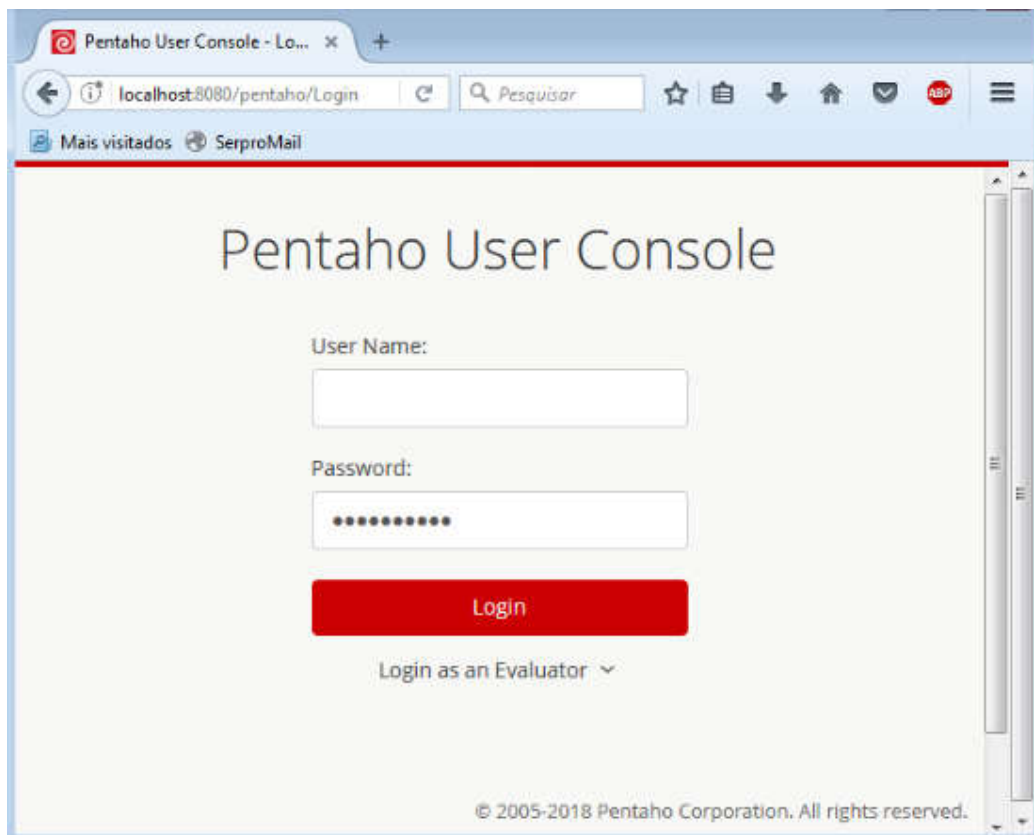 Pentaho User Console - Lo...
localhost:8080/pentaho/Login
Pesquisar
ABP
Mais visitados SerproMail
Pentaho User Console
User Name:
Password:
••••••••••
Login
Login as an Evaluator
© 2005-2018 Pentaho Corporation. All rights reserved.